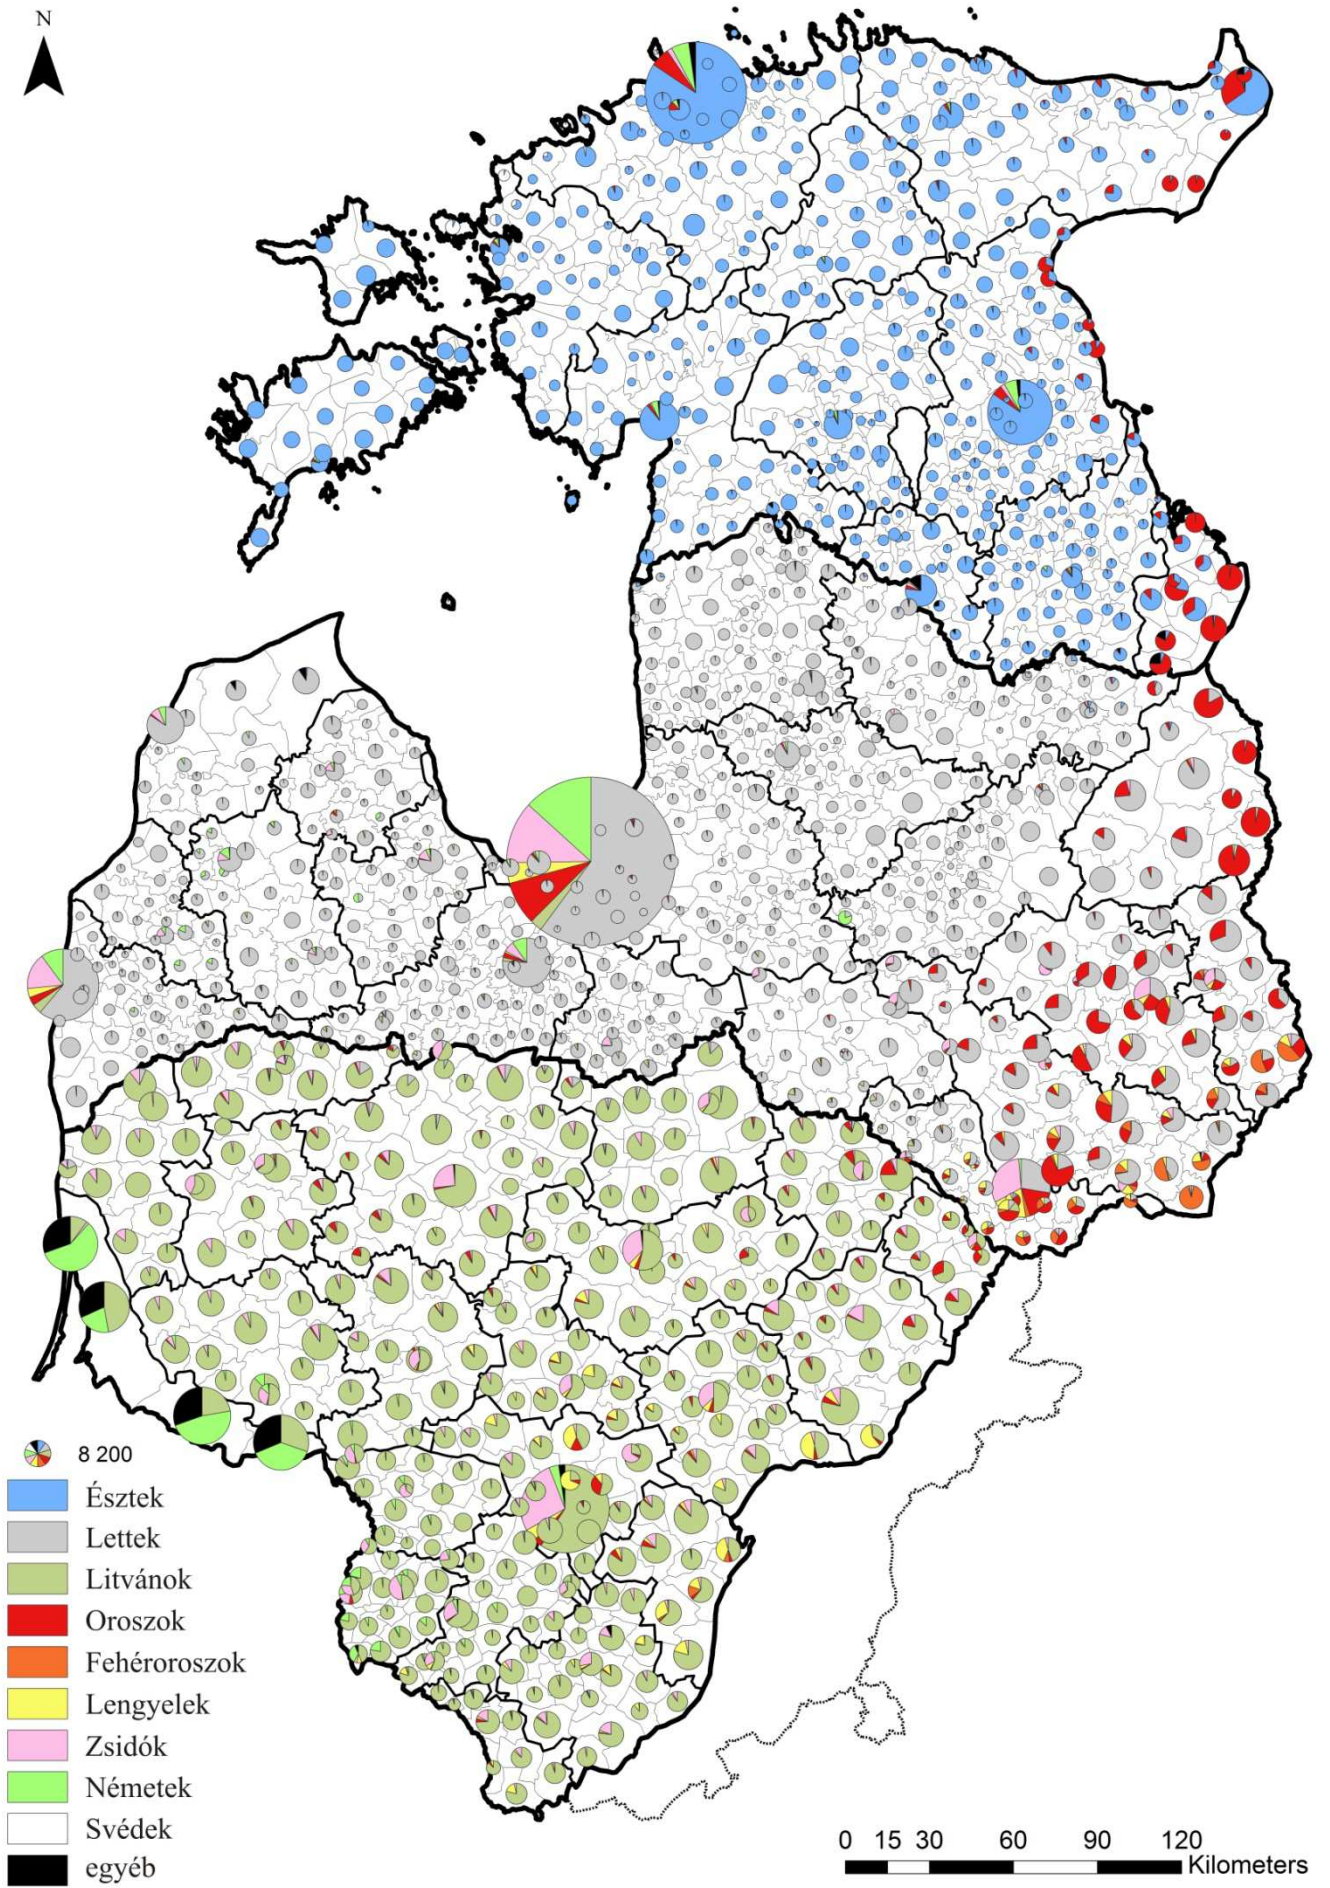 N
8 200
Észtek
Lettek
Litvánok
Oroszok
Fehéroroszok
Lengyelek
Zsidók
Németek
Svédek
egyéb
0 15 30 60 90 120
Kilometers